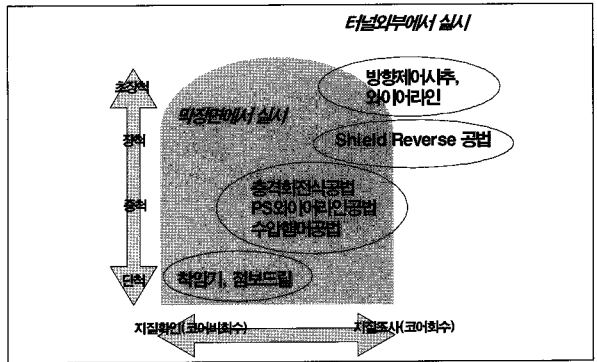 터널외부에서 실시
방향제어시추,
와이어라인
초장척
막장면에서 실시
장척
Shield Reverse 공법
충격회전식공법
PS와이어라인공법
중척
수압햄머공법
단척
착암기, 점보드릴
지질확인(코어비회수)
지질조사(코어회수)